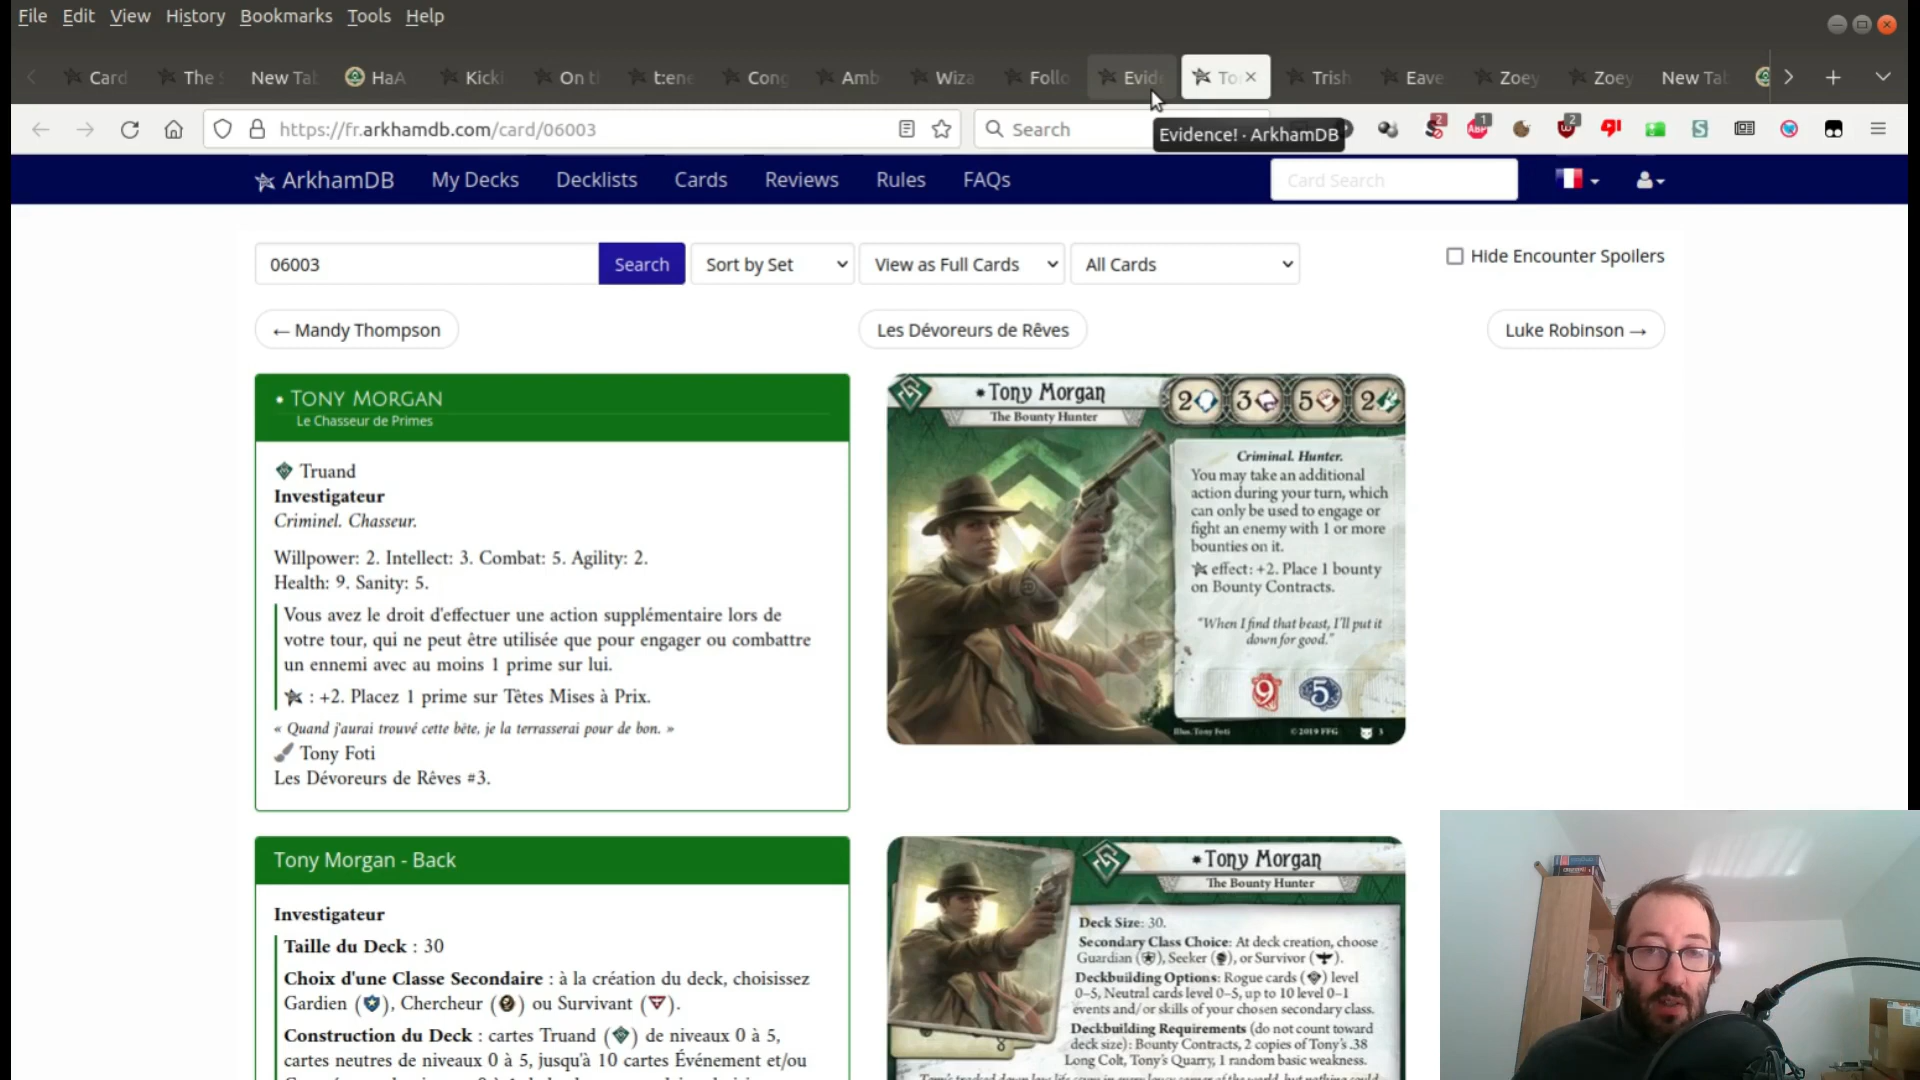 File Edit View History Bookmarks Tools Help
Card The New Tab HaA Kicki On t t:ene Cong Amb Wiza Follo Evide To Trish Eave Zoey Zoey New Tab
https://fr.arkhamdb.com/card/06003
Search
Evidence! · ArkhamDB
ArkhamDB My Decks Decklists Cards Reviews Rules FAQs
Card Search
06003 Search Sort by Set View as Full Cards All Cards
Hide Encounter Spoilers
← Mandy Thompson
Les Dévoreurs de Rêves
Luke Robinson →
• Tony Morgan
Le Chasseur de Primes
Truand
Investigateur
Criminel. Chasseur.
Willpower: 2. Intellect: 3. Combat: 5. Agility: 2.
Health: 9. Sanity: 5.
Vous avez le droit d'effectuer une action supplémentaire lors de
votre tour, qui ne peut être utilisée que pour engager ou combattre
un ennemi avec au moins 1 prime sur lui.
: +2. Placez 1 prime sur Têtes Mises à Prix.
« Quand j'aurai trouvé cette bête, je la terrasserai pour de bon. »
Tony Foti
Les Dévoreurs de Rêves #3.
Tony Morgan
The Bounty Hunter
2 3 5 2
Criminal. Hunter.
You may take an additional
action during your turn, which
can only be used to engage or
fight an enemy with 1 or more
bounties on it.
effect: +2. Place 1 bounty
on Bounty Contracts.
"When I find that beast, I'll put it
down for good."
9 5
Illus. Tony Foti © 2019 FFG 3
Tony Morgan - Back
Investigateur
Taille du Deck : 30
Choix d'une Classe Secondaire : à la création du deck, choisissez
Gardien ( ), Chercheur ( ) ou Survivant ( ).
Construction du Deck : cartes Truand ( ) de niveaux 0 à 5,
cartes neutres de niveaux 0 à 5, jusqu'à 10 cartes Événement et/ou
Tony Morgan
The Bounty Hunter
Deck Size: 30.
Secondary Class Choice: At deck creation, choose
Guardian ( ), Seeker ( ), or Survivor ( ).
Deckbuilding Options: Rogue cards ( ) level
0–5, Neutral cards level 0–5, up to 10 level 0–1
events and/or skills of your chosen secondary class.
Deckbuilding Requirements (do not count toward
deck size): Bounty Contracts, 2 copies of Tony's .38
Long Colt, Tony's Quarry, 1 random basic weakness.